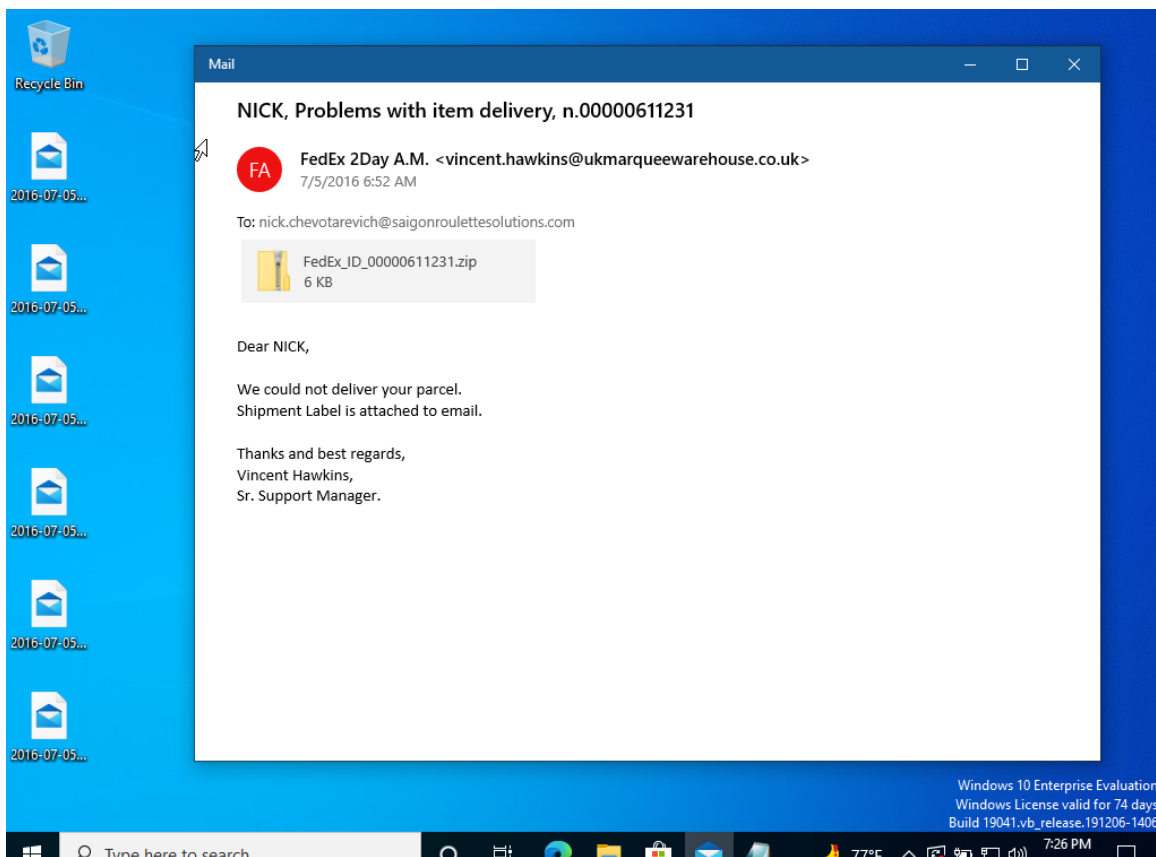 Recycle Bin
2016-07-05...
2016-07-05...
2016-07-05...
2016-07-05...
2016-07-05...
2016-07-05...
Mail
NICK, Problems with item delivery, n.00000611231
FA
FedEx 2Day A.M. <vincent.hawkins@ukmarqueewarehouse.co.uk>
7/5/2016 6:52 AM
To: nick.chevotarevich@saigonroulettesolutions.com
FedEx_ID_00000611231.zip
6 KB
Dear NICK,
We could not deliver your parcel.
Shipment Label is attached to email.
Thanks and best regards,
Vincent Hawkins,
Sr. Support Manager.
Windows 10 Enterprise Evaluation
Windows License valid for 74 days
Build 19041.vb_release.191206-1406
Type here to search
77°F
7:26 PM